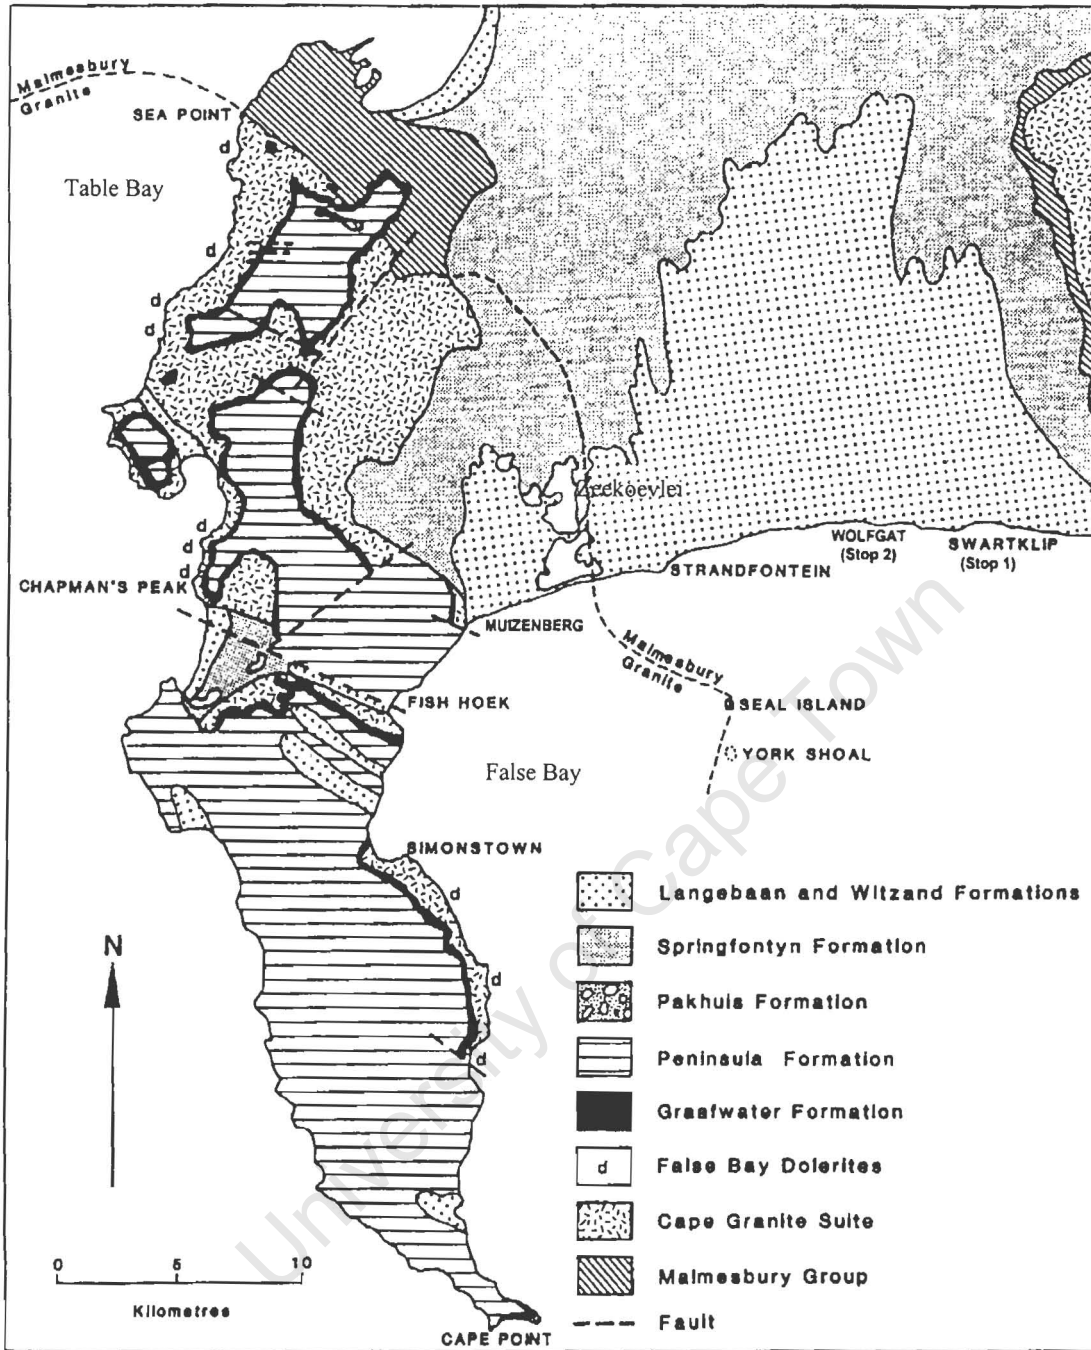 Malmesbury
Granite
SEA POINT
d
Table Bay
d
d
d
Zeekoevlei
WOLFGAT
(Stop 2)
SWARTKLIP
(Stop 1)
STRANDFONTEIN
d
d
CHAPMAN'S PEAK
MUIZENBERG
Malmesbury
Granite
FISH HOEK
SEAL ISLAND
YORK SHOAL
False Bay
SIMONSTOWN
d
d
d
N
0 5 10
Kilometres
CAPE POINT
Langebaan and Witzand Formations
Springfontyn Formation
Pakhuis Formation
Peninsula Formation
Graafwater Formation
d False Bay Dolerites
Cape Granite Suite
Malmesbury Group
Fault
University of Cape Town